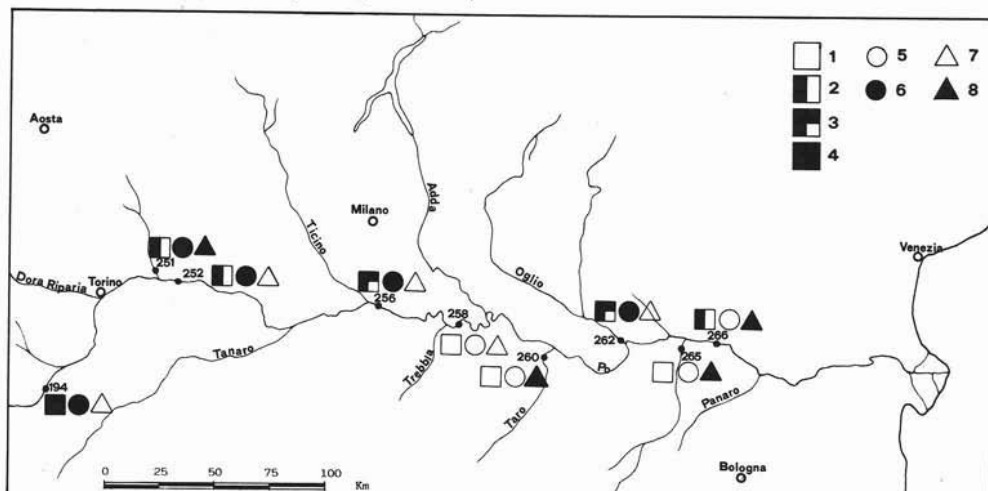 1 5 7
2 6 8
3
4
Aosta
Milano
Venezia
Adda
Ticino
Oglio
251
252
Dora Riparia
Torino
256
258
262
266
265
Tanaro
Trebbia
260
Po
Panaro
194
Taro
Bologna
0 25 50 75 100
Km